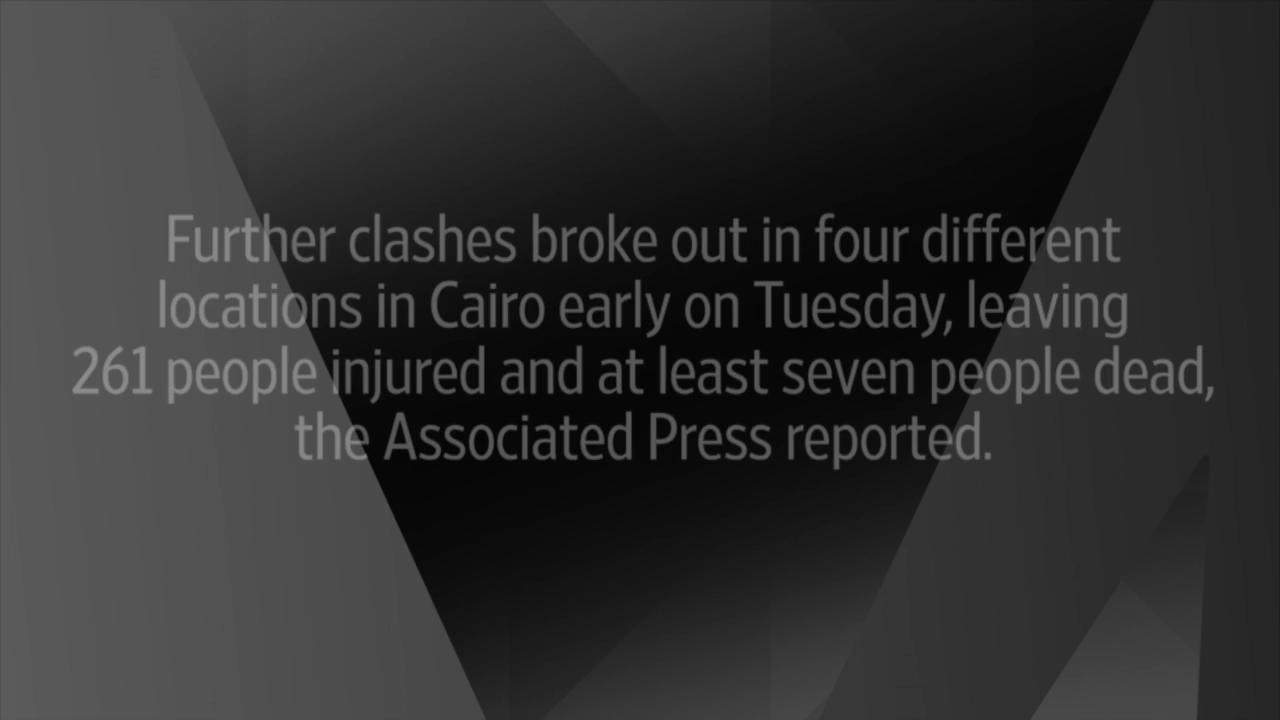 Further clashes broke out in four different
locations in Cairo early on Tuesday, leaving
261 people injured and at least seven people dead,
the Associated Press reported.